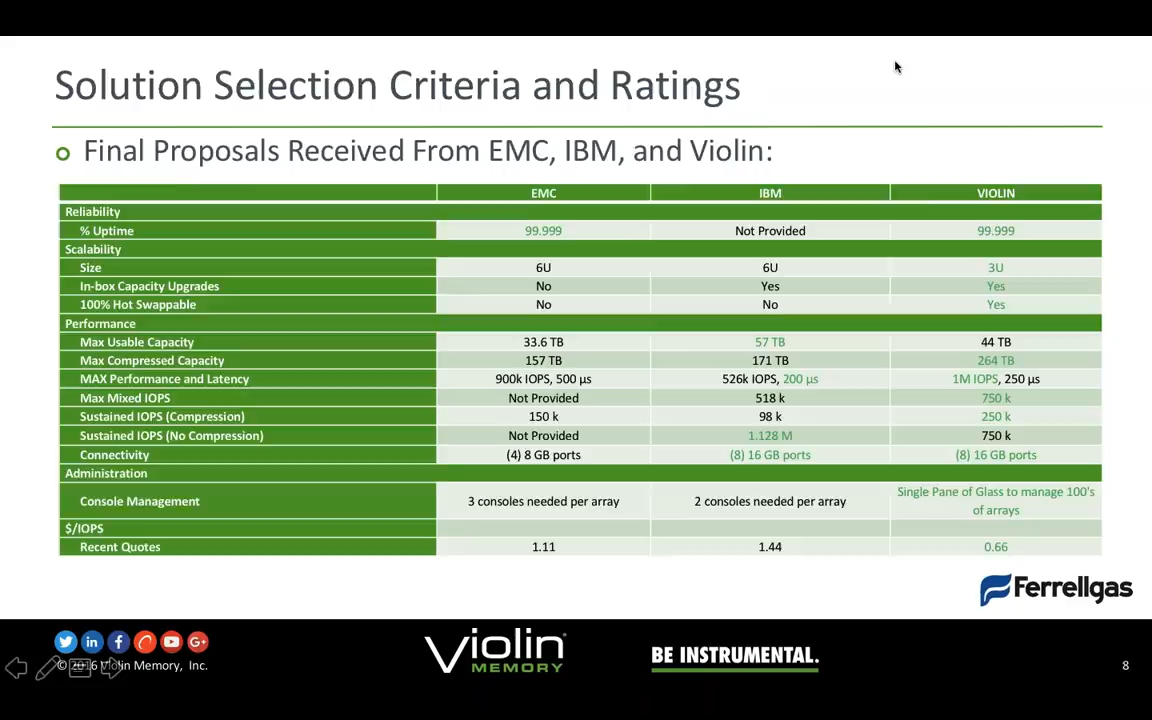 Solution Selection Criteria and Ratings
Final Proposals Received From EMC, IBM, and Violin:
EMC IBM VIOLIN
Reliability
% Uptime 99.999 Not Provided 99.999
Scalability
Size 6U 6U 3U
In-box Capacity Upgrades No Yes Yes
100% Hot Swappable No No Yes
Performance
Max Usable Capacity 33.6 TB 57 TB 44 TB
Max Compressed Capacity 157 TB 171 TB 264 TB
MAX Performance and Latency 900k IOPS, 500 µs 526k IOPS, 200 µs 1M IOPS, 250 µs
Max Mixed IOPS Not Provided 518 k 750 k
Sustained IOPS (Compression) 150 k 98 k 250 k
Sustained IOPS (No Compression) Not Provided 1.128 M 750 k
Connectivity (4) 8 GB ports (8) 16 GB ports (8) 16 GB ports
Administration
Console Management 3 consoles needed per array 2 consoles needed per array Single Pane of Glass to manage 100's
of arrays
$/IOPS
Recent Quotes 1.11 1.44 0.66
Ferrellgas
Violin
MEMORY
BE INSTRUMENTAL.
© 2016 Violin Memory, Inc.
8